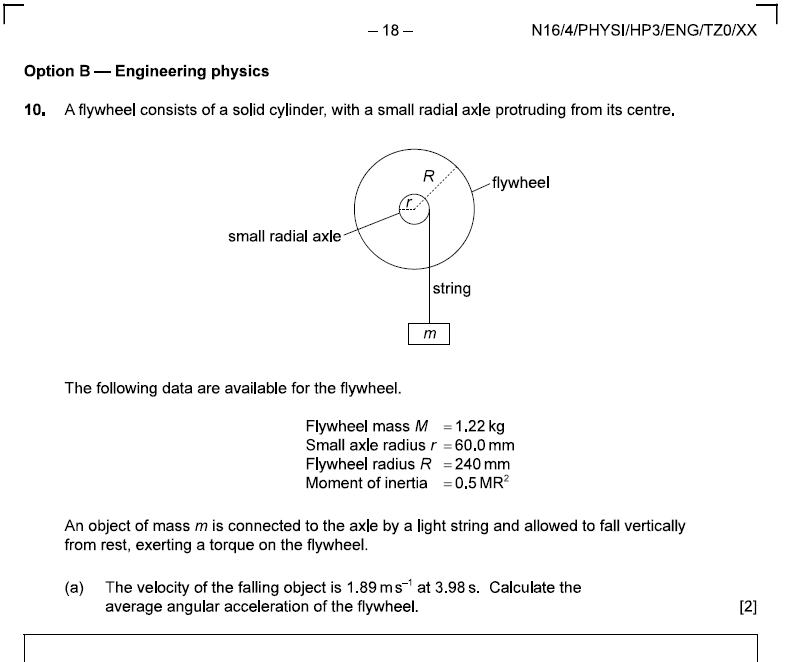 – 18 –
N16/4/PHYSI/HP3/ENG/TZ0/XX
Option B — Engineering physics
10. A flywheel consists of a solid cylinder, with a small radial axle protruding from its centre.
R
flywheel
r
small radial axle
string
m
The following data are available for the flywheel.
Flywheel mass M = 1.22 kg
Small axle radius r = 60.0 mm
Flywheel radius R = 240 mm
Moment of inertia = 0.5 MR²
An object of mass m is connected to the axle by a light string and allowed to fall vertically
from rest, exerting a torque on the flywheel.
(a) The velocity of the falling object is 1.89 m s⁻¹ at 3.98 s. Calculate the
average angular acceleration of the flywheel.
[2]